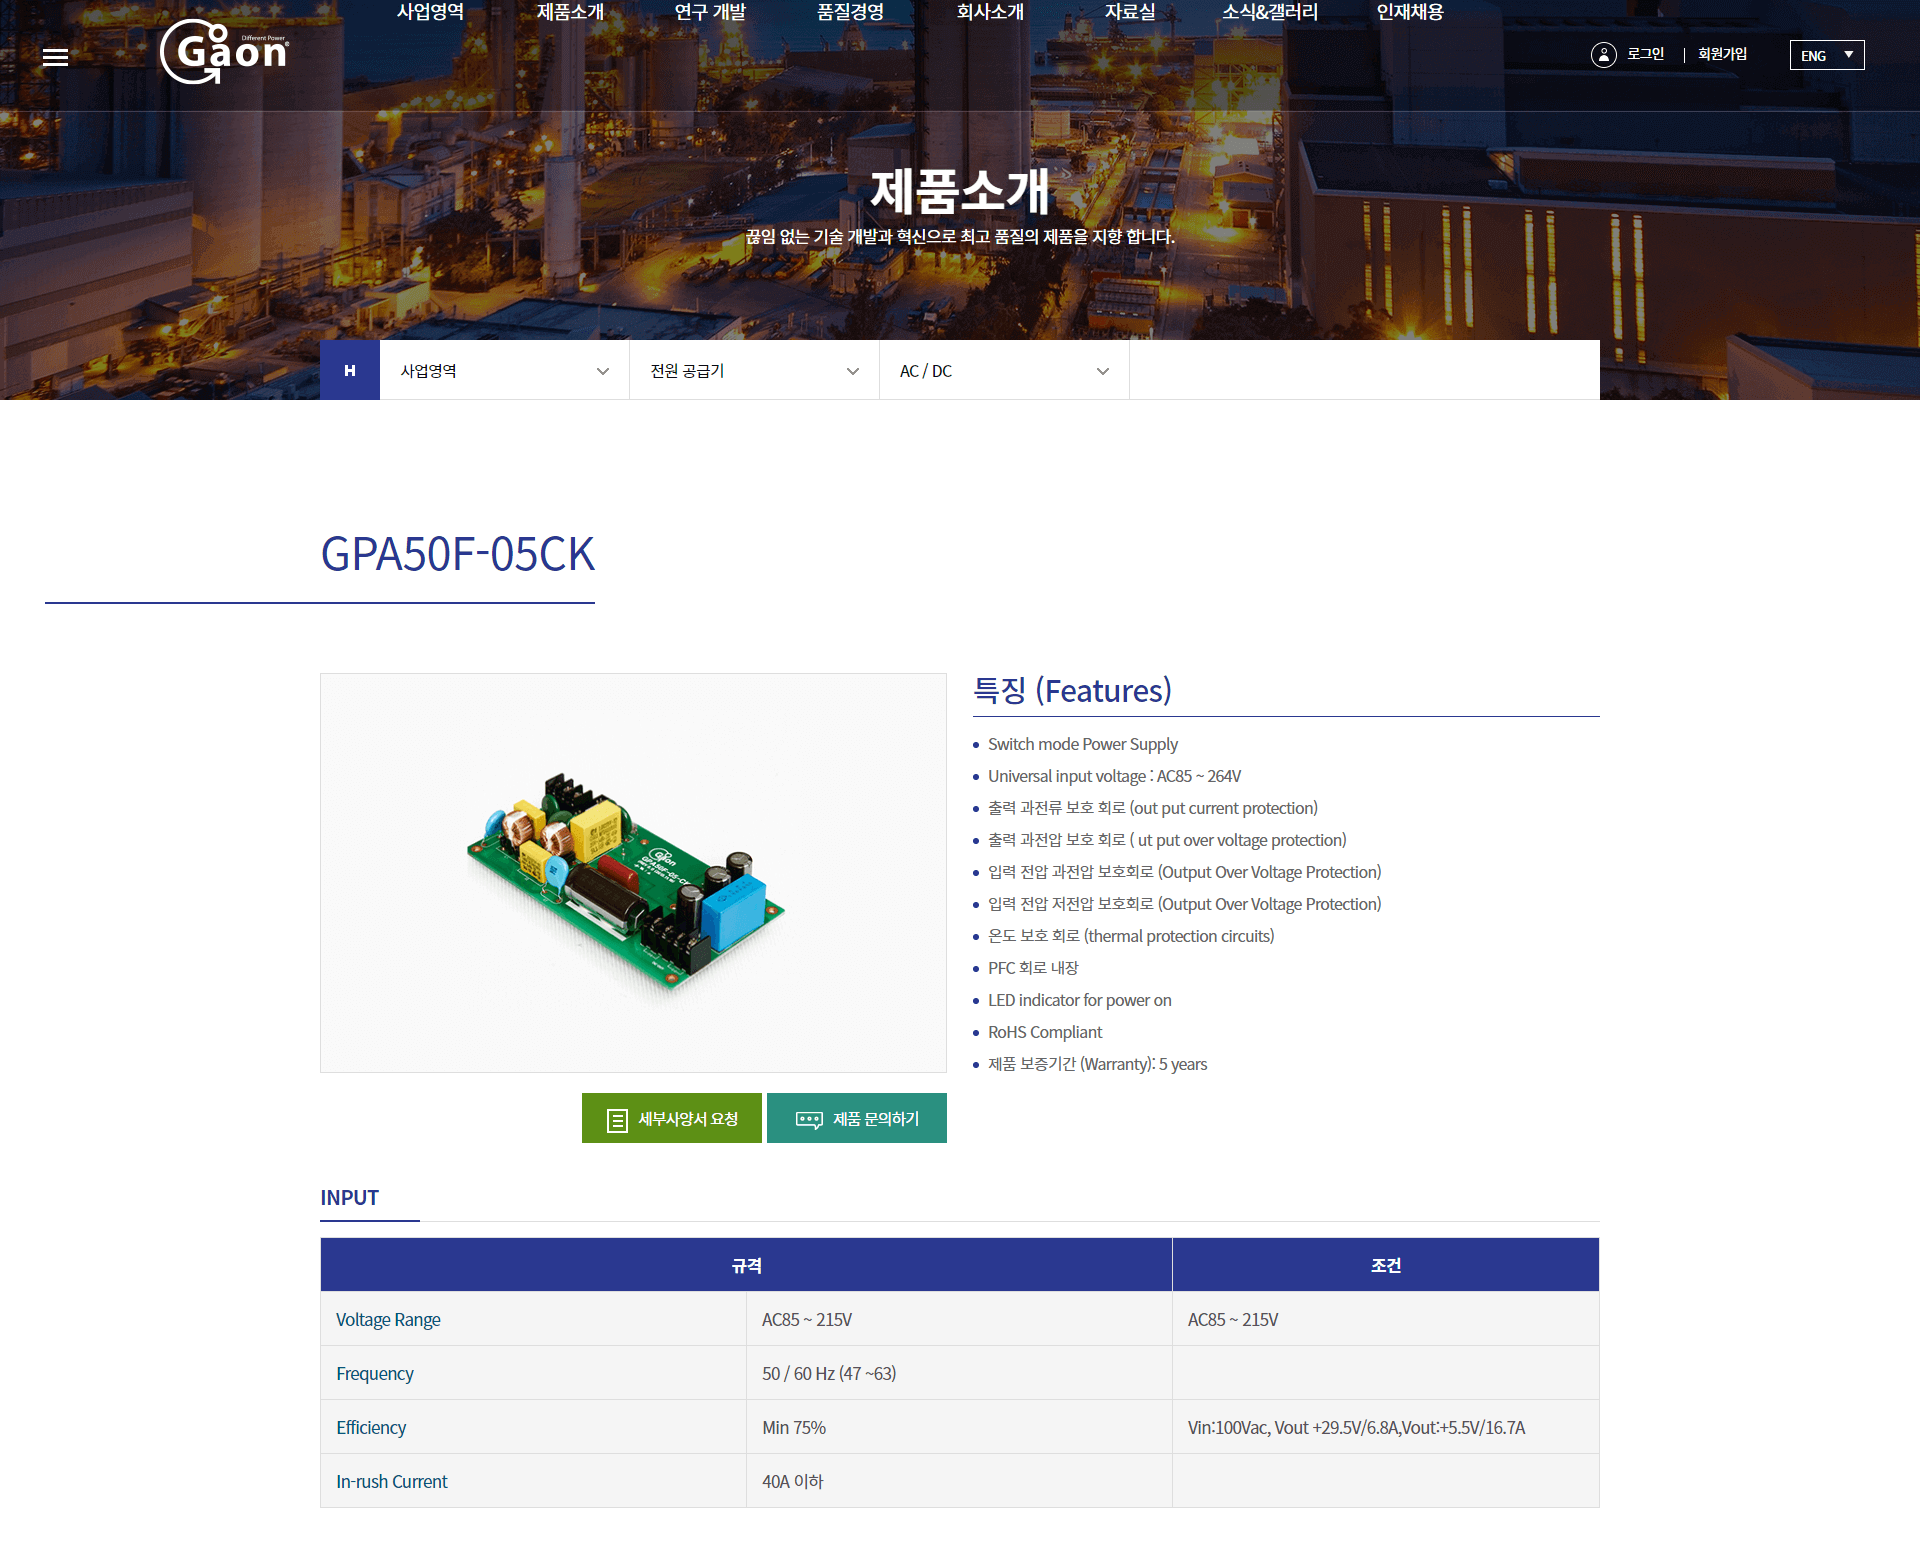 사업영역 제품소개 연구 개발 품질경영 회사소개 자료실 소식&갤러리 인재채용
Different Power
Gaon
로그인 | 회원가입
ENG
제품소개
끊임 없는 기술 개발과 혁신으로 최고 품질의 제품을 지향 합니다.
H 사업영역 전원 공급기 AC / DC
GPA50F-05CK
특징 (Features)
Switch mode Power Supply
Universal input voltage : AC85 ~ 264V
출력 과전류 보호 회로 (out put current protection)
출력 과전압 보호 회로 ( ut put over voltage protection)
입력 전압 과전압 보호회로 (Output Over Voltage Protection)
입력 전압 저전압 보호회로 (Output Over Voltage Protection)
온도 보호 회로 (thermal protection circuits)
PFC 회로 내장
LED indicator for power on
RoHS Compliant
제품 보증기간 (Warranty): 5 years
Gaon
GPA50F-05-CK
세부사양서 요청
제품 문의하기
INPUT
규격 조건
Voltage Range AC85 ~ 215V AC85 ~ 215V
Frequency 50 / 60 Hz (47 ~63)
Efficiency Min 75% Vin:100Vac, Vout +29.5V/6.8A,Vout:+5.5V/16.7A
In-rush Current 40A 이하